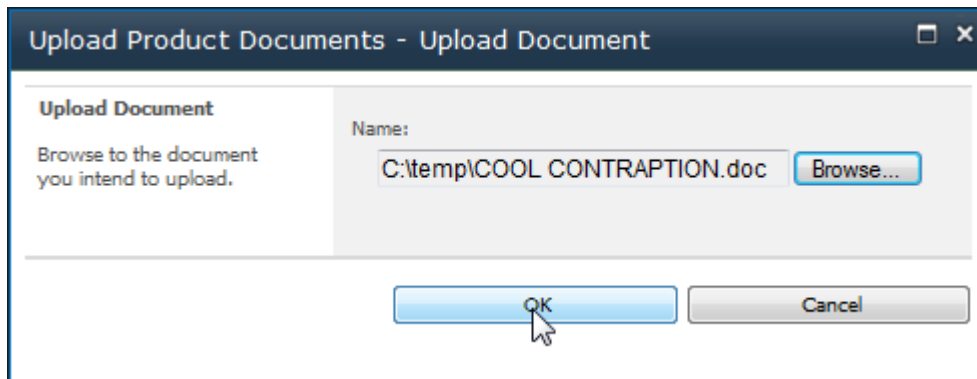 Upload Product Documents - Upload Document
Upload Document
Browse to the document
you intend to upload.
Name:
C:\temp\COOL CONTRAPTION.doc
Browse...
OK
Cancel